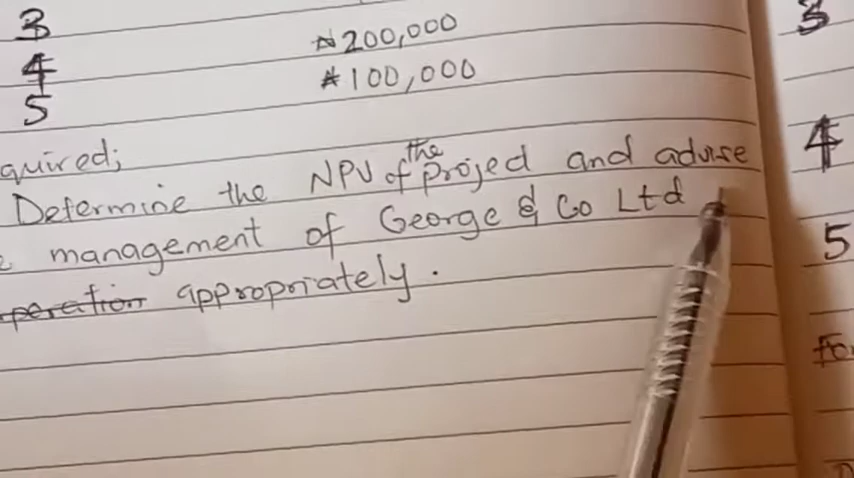 3 ₦200,000
4 ₦100,000
5
quired;
Determine the NPV of the Project and advise
management of George & Co Ltd
operation appropriately.
3
4
5